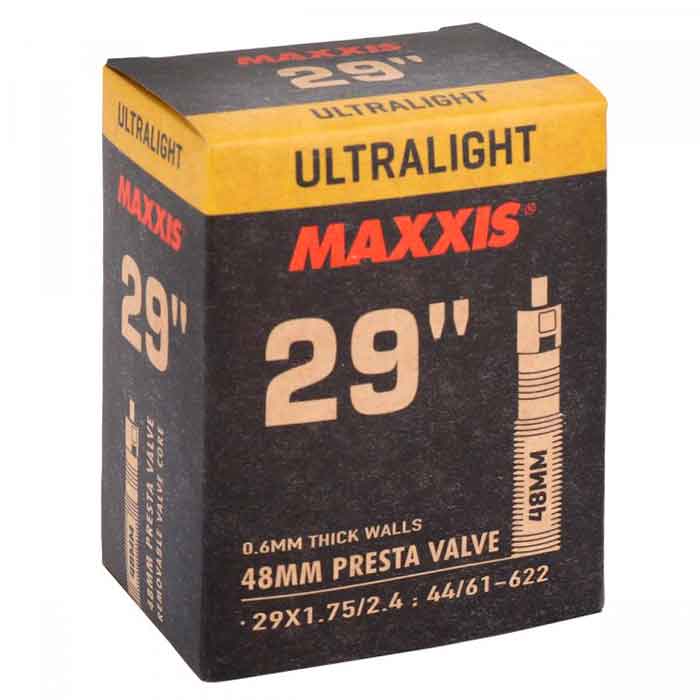 MAXXIS
29"
ULTRALIGHT
ULTRALIGHT
MAXXIS®
29"
48MM
0.6MM THICK WALLS
48MM PRESTA VALVE
· 29X1.75/2.4 : 44/61-622
ULTRALIGHT
MAXXIS
29"
48MM
48MM PRESTA VALVE
REMOVABLE VALVE CORE